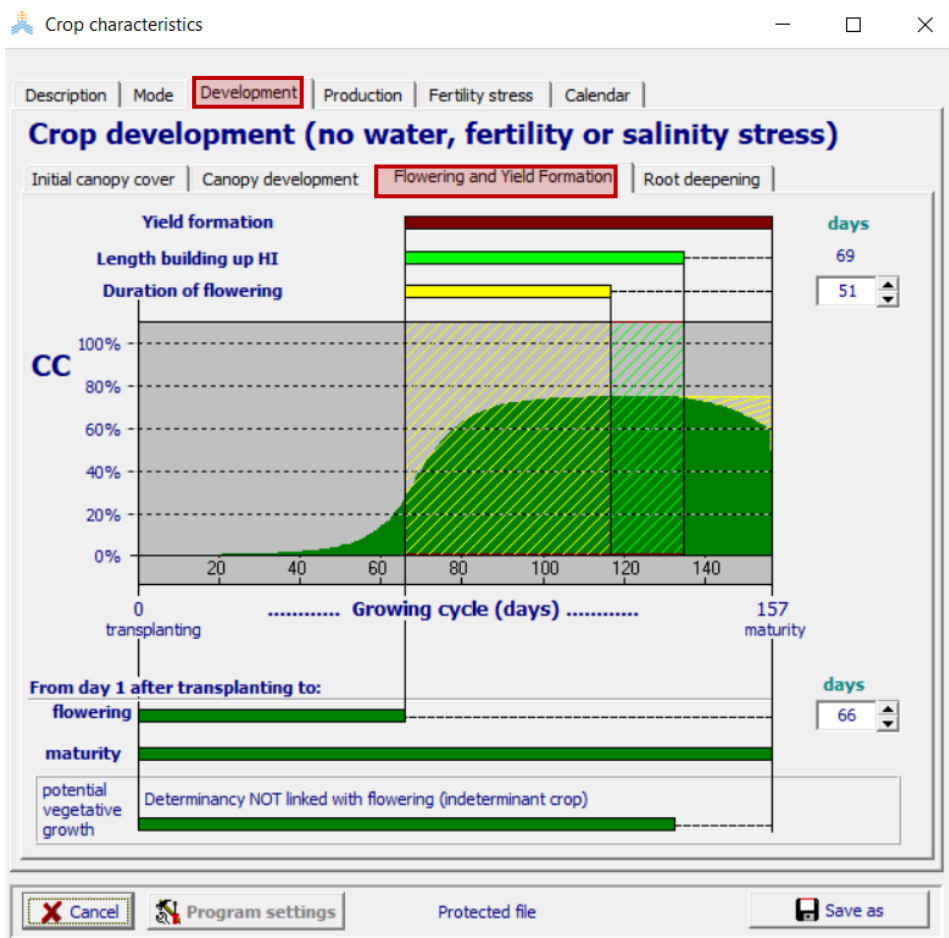 Crop characteristics
Description Mode Development Production Fertility stress Calendar
Crop development (no water, fertility or salinity stress)
Initial canopy cover Canopy development Flowering and Yield Formation Root deepening
Yield formation days
Length building up HI 69
Duration of flowering 51
CC
100%
80%
60%
40%
20%
0%
20 40 60 80 100 120 140
0 ............ Growing cycle (days) ............ 157
transplanting maturity
From day 1 after transplanting to: days
flowering 66
maturity
potential
vegetative
growth
Determinancy NOT linked with flowering (indeterminant crop)
Cancel Program settings Protected file Save as